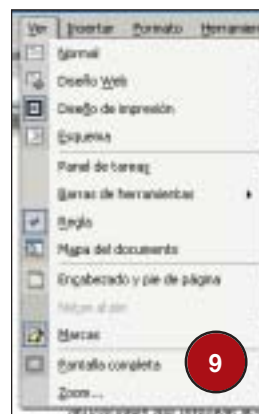 Ver Insertar Formato Herramien
Normal
Diseño Web
Diseño de impresión
Esquema
Panel de tareas
Barras de herramientas
Regla
Mapa del documento
Encabezado y pie de página
Marcas
Pantalla completa
9
Zoom...